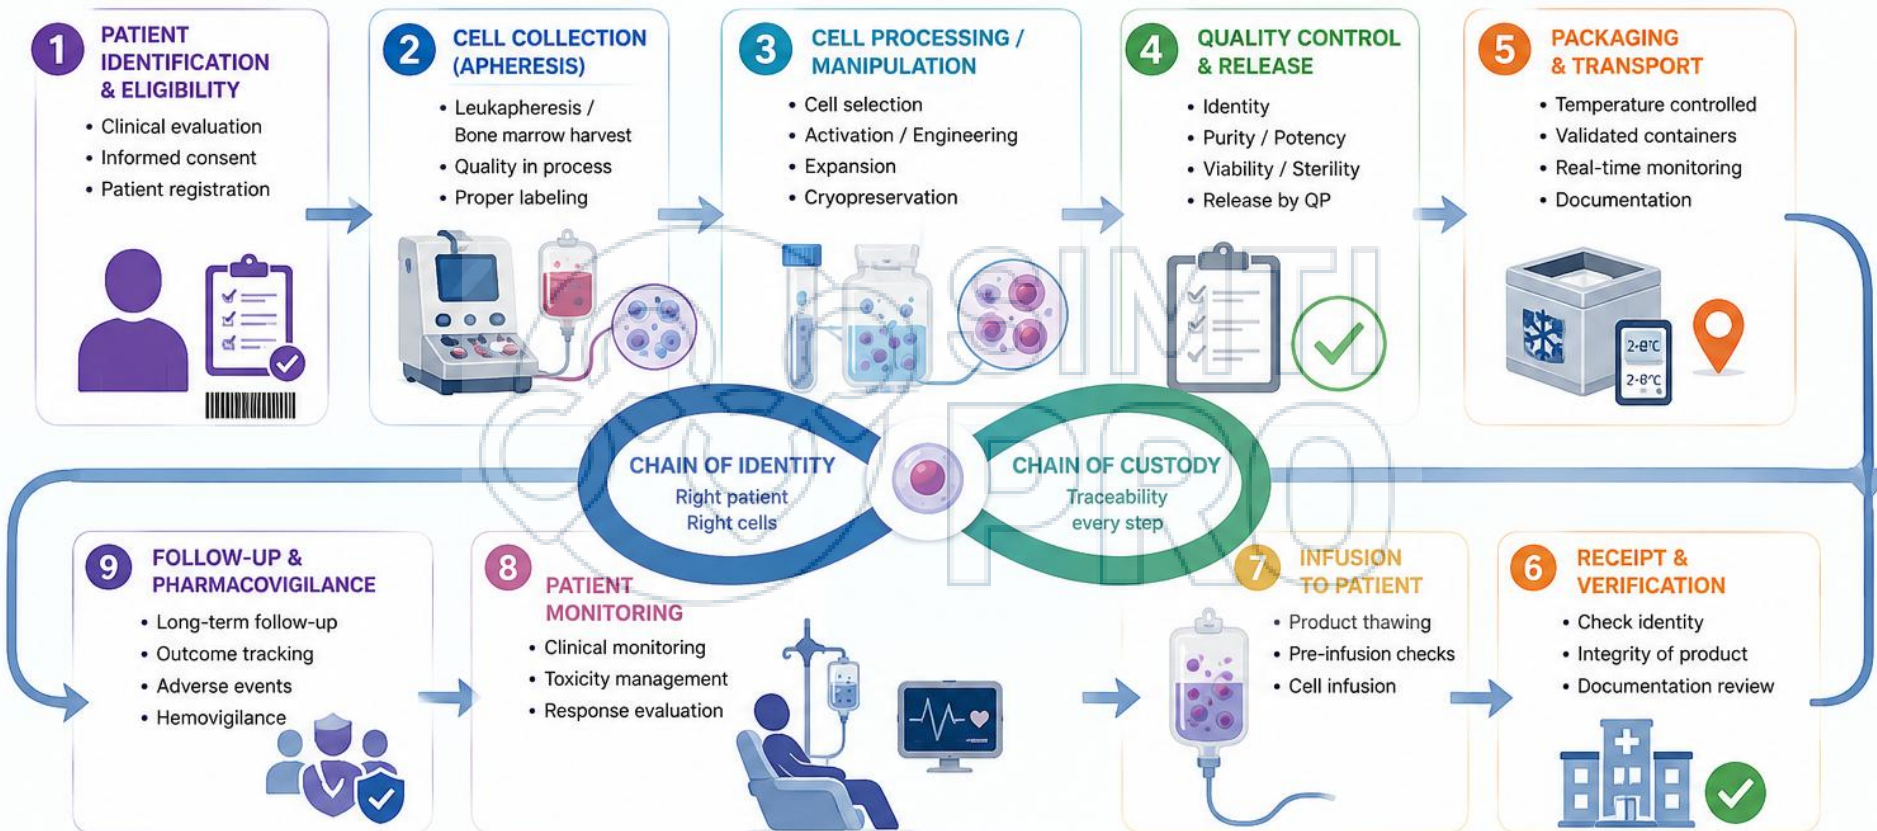 1
PATIENT
IDENTIFICATION
& ELIGIBILITY
• Clinical evaluation
• Informed consent
• Patient registration
2
CELL COLLECTION
(APHERESIS)
• Leukapheresis /
Bone marrow harvest
• Quality in process
• Proper labeling
3
CELL PROCESSING /
MANIPULATION
• Cell selection
• Activation / Engineering
• Expansion
• Cryopreservation
4
QUALITY CONTROL
& RELEASE
• Identity
• Purity / Potency
• Viability / Sterility
• Release by QP
5
PACKAGING
& TRANSPORT
• Temperature controlled
• Validated containers
• Real-time monitoring
• Documentation
SIMTI
PRO
CHAIN OF IDENTITY
Right patient
Right cells
CHAIN OF CUSTODY
Traceability
every step
9
FOLLOW-UP &
PHARMACOVIGILANCE
• Long-term follow-up
• Outcome tracking
• Adverse events
• Hemovigilance
8
PATIENT
MONITORING
• Clinical monitoring
• Toxicity management
• Response evaluation
7
INFUSION
TO PATIENT
• Product thawing
• Pre-infusion checks
• Cell infusion
6
RECEIPT &
VERIFICATION
• Check identity
• Integrity of product
• Documentation review